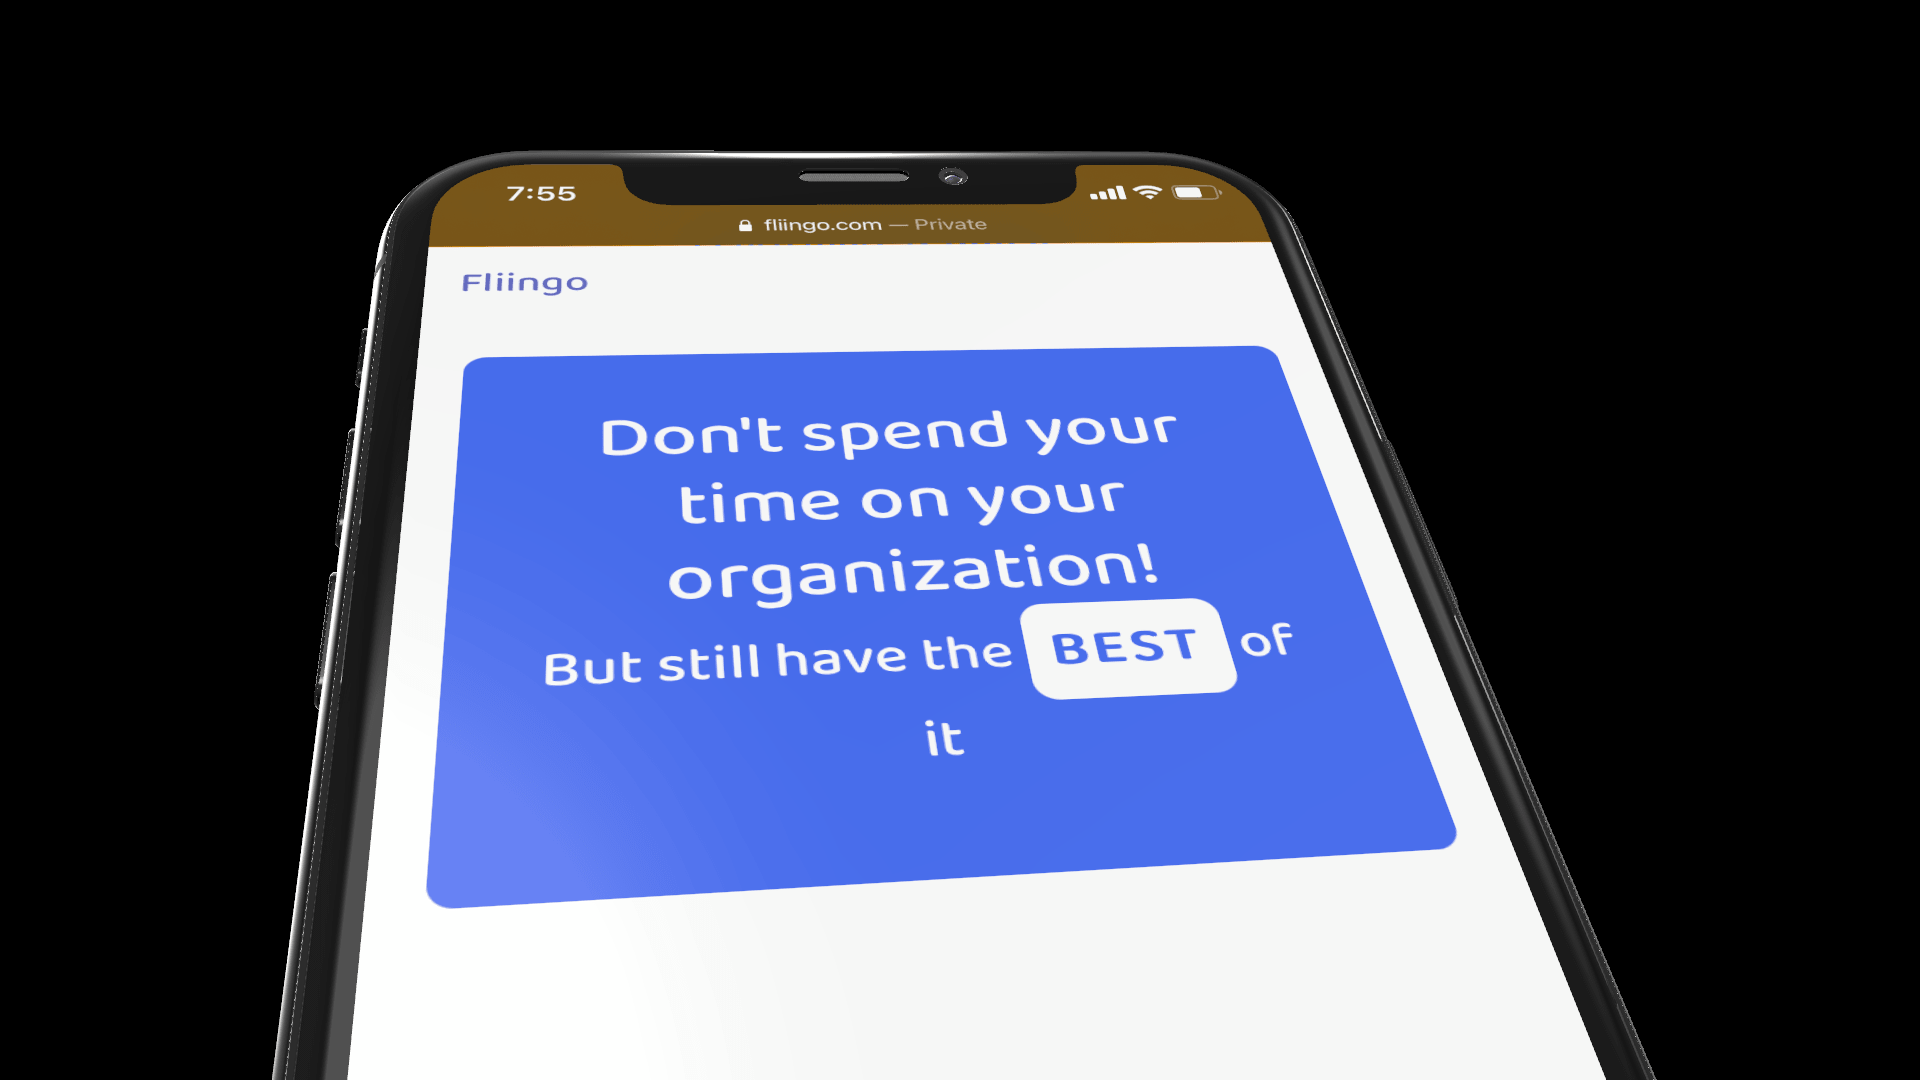 7:55
fliingo.com — Private
Fliingo
Don't spend your
time on your
organization!
But still have the BEST of
it